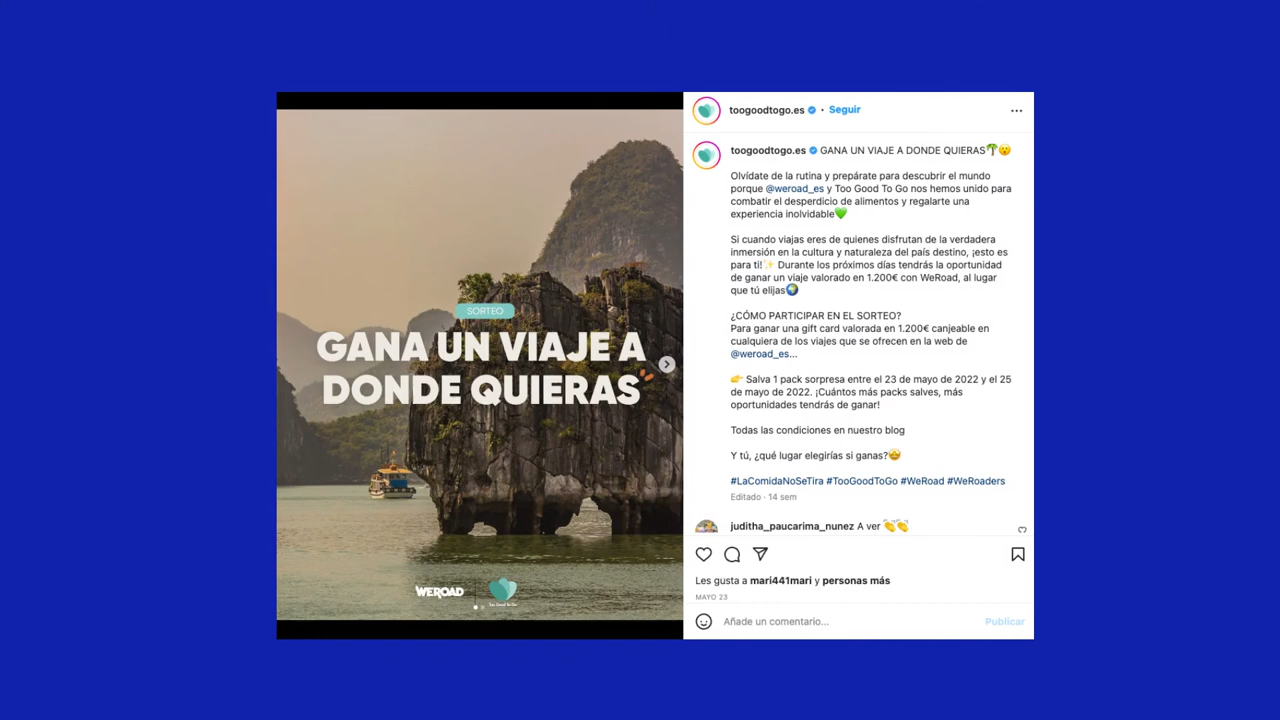 SORTEO
GANA UN VIAJE A
DONDE QUIERAS
WEROAD
Too Good To Go
toogoodtogo.es • Seguir
toogoodtogo.es GANA UN VIAJE A DONDE QUIERAS🌴😮
Olvídate de la rutina y prepárate para descubrir el mundo
porque @weroad_es y Too Good To Go nos hemos unido para
combatir el desperdicio de alimentos y regalarte una
experiencia inolvidable💚
Si cuando viajas eres de quienes disfrutan de la verdadera
inmersión en la cultura y naturaleza del país destino, ¡esto es
para ti!✨ Durante los próximos días tendrás la oportunidad
de ganar un viaje valorado en 1.200€ con WeRoad, al lugar
que tú elijas🌍
¿CÓMO PARTICIPAR EN EL SORTEO?
Para ganar una gift card valorada en 1.200€ canjeable en
cualquiera de los viajes que se ofrecen en la web de
@weroad_es...
👉 Salva 1 pack sorpresa entre el 23 de mayo de 2022 y el 25
de mayo de 2022. ¡Cuántos más packs salves, más
oportunidades tendrás de ganar!
Todas las condiciones en nuestro blog
Y tú, ¿qué lugar elegirías si ganas?🤩
#LaComidaNoSeTira #TooGoodToGo #WeRoad #WeRoaders
Editado · 14 sem
juditha_paucarima_nunez A ver 👏👏
Les gusta a mari441mari y personas más
MAYO 23
Añade un comentario...
Publicar